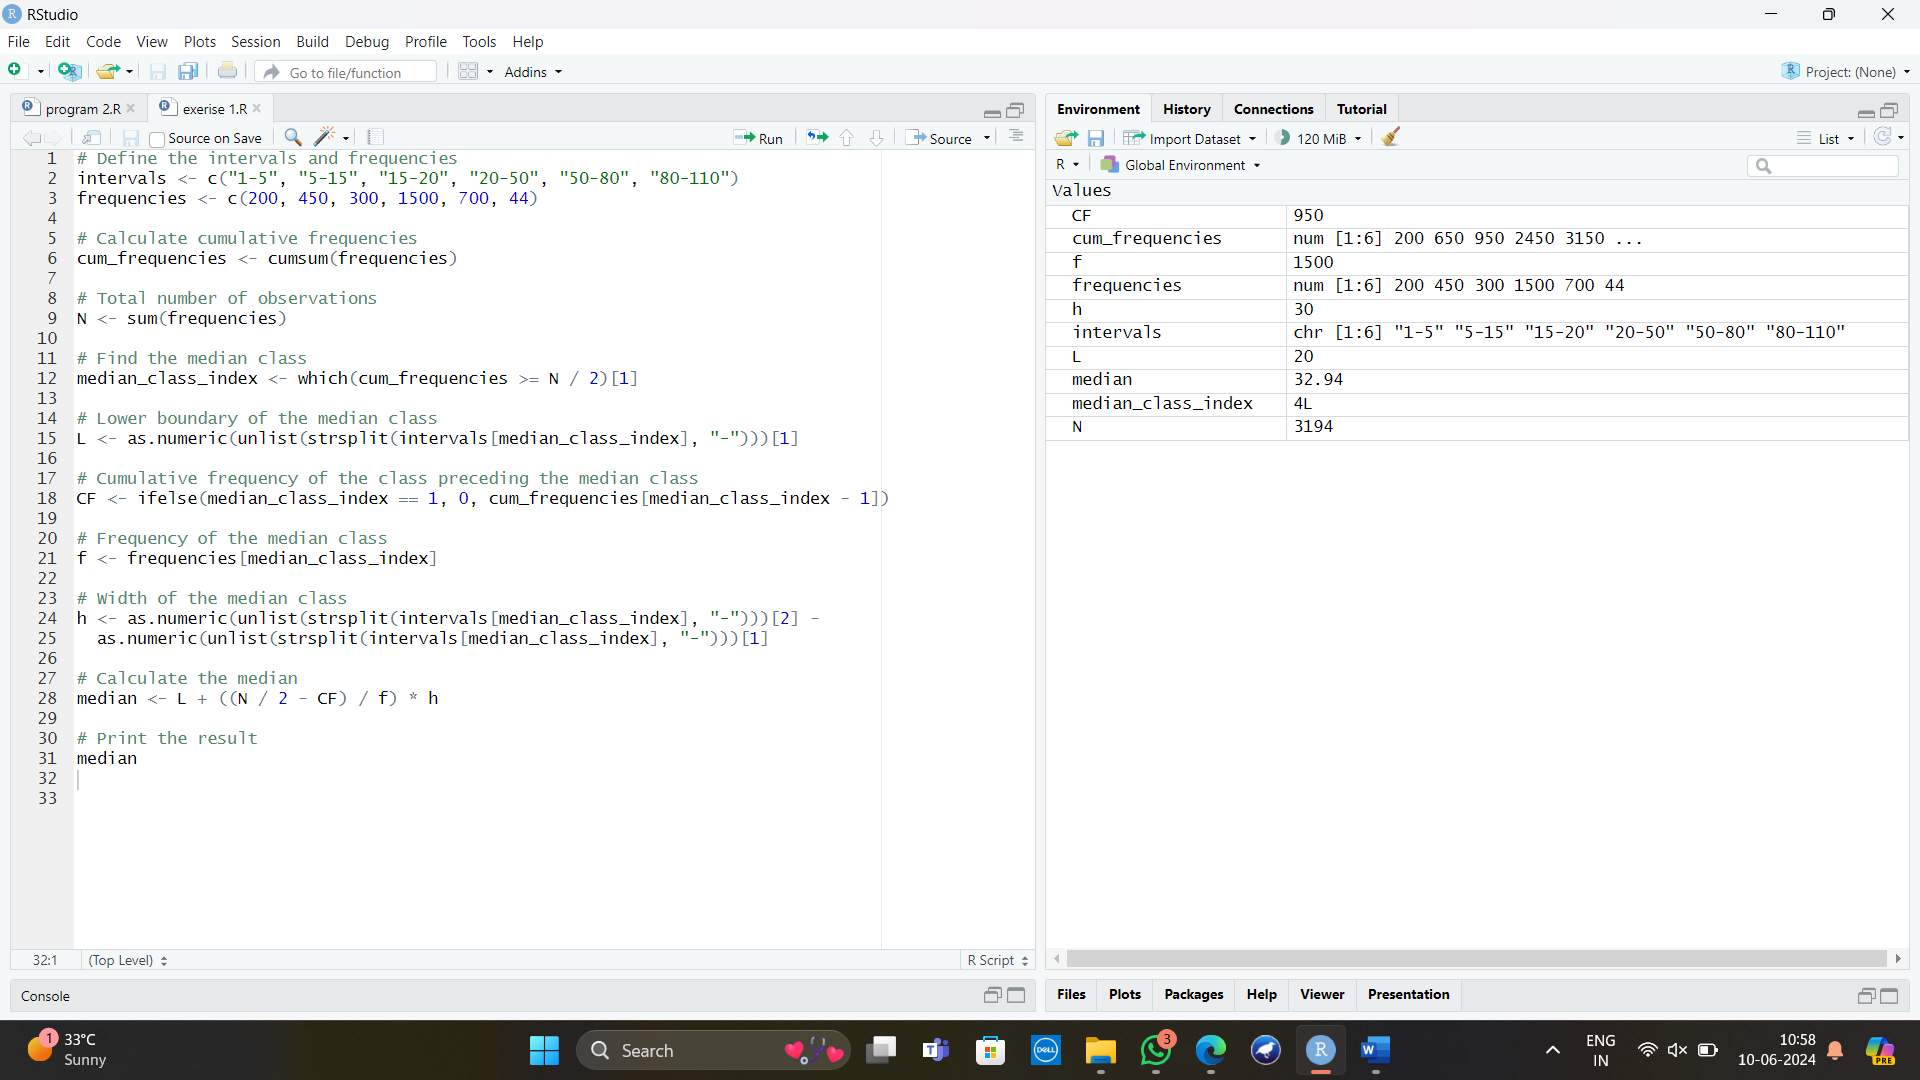 RStudio
File Edit Code View Plots Session Build Debug Profile Tools Help
Go to file/function Addins Project: (None)
program 2.R exerise 1.R
Source on Save Run Source
1 # Define the intervals and frequencies
2 intervals <- c("1-5", "5-15", "15-20", "20-50", "50-80", "80-110")
3 frequencies <- c(200, 450, 300, 1500, 700, 44)
4
5 # Calculate cumulative frequencies
6 cum_frequencies <- cumsum(frequencies)
7
8 # Total number of observations
9 N <- sum(frequencies)
10
11 # Find the median class
12 median_class_index <- which(cum_frequencies >= N / 2)[1]
13
14 # Lower boundary of the median class
15 L <- as.numeric(unlist(strsplit(intervals[median_class_index], "-")))[1]
16
17 # Cumulative frequency of the class preceding the median class
18 CF <- ifelse(median_class_index == 1, 0, cum_frequencies[median_class_index - 1])
19
20 # Frequency of the median class
21 f <- frequencies[median_class_index]
22
23 # Width of the median class
24 h <- as.numeric(unlist(strsplit(intervals[median_class_index], "-")))[2] -
25 as.numeric(unlist(strsplit(intervals[median_class_index], "-")))[1]
26
27 # Calculate the median
28 median <- L + ((N / 2 - CF) / f) * h
29
30 # Print the result
31 median
32
33
32:1 (Top Level) R Script
Console
Environment History Connections Tutorial
Import Dataset 120 MiB List
R Global Environment
Values
CF 950
cum_frequencies num [1:6] 200 650 950 2450 3150 ...
f 1500
frequencies num [1:6] 200 450 300 1500 700 44
h 30
intervals chr [1:6] "1-5" "5-15" "15-20" "20-50" "50-80" "80-110"
L 20
median 32.94
median_class_index 4L
N 3194
Files Plots Packages Help Viewer Presentation
1 33°C
Sunny
Search
DELL
3
R
W
ENG
IN
10:58
10-06-2024
PRE